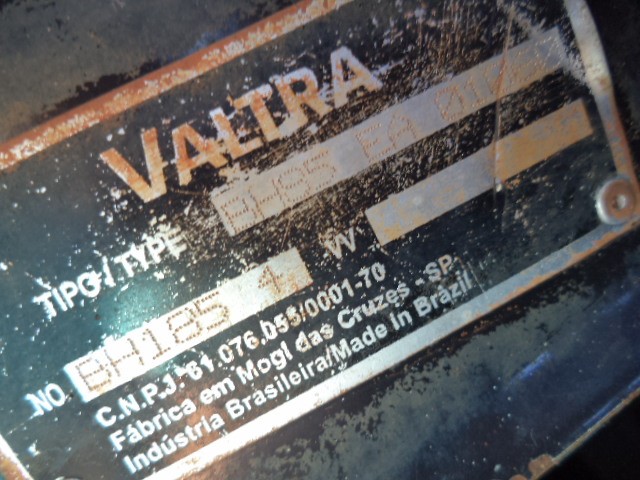 VALTRA
TIPO/TYPE
NO. BH185 4 W
C.N.P.J. 61.076.055/0001-70
Fábrica em Mogi das Cruzes - SP
Indústria Brasileira/Made in Brazil